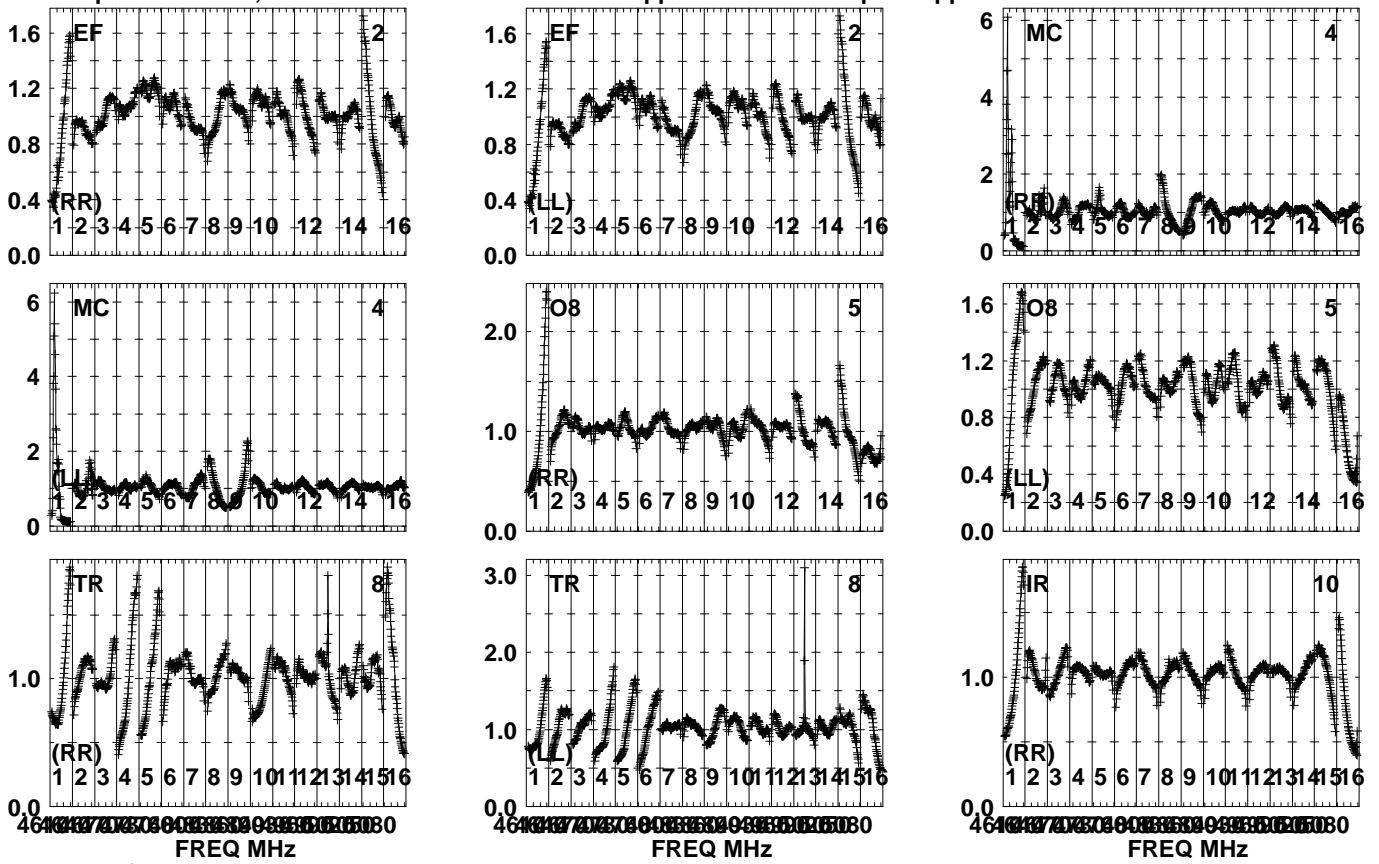 EF 2
1.6
1.2
0.8
0.4
0.0
(RR)
1 2 3 4 5 6 7 8 9 10 12 14 16
EF 2
1.6
1.2
0.8
0.4
0.0
(LL)
1 2 3 4 5 6 7 8 9 10 12 14 16
MC 4
6
4
2
0
1 2 3 4 5 6 7 8 9 10 12 14 16
MC 4
6
4
2
0
(LL)
1 2 3 4 5 6 7 8 9 10 12 14 16
O8 5
2.0
1.0
0.0
(RR)
1 2 3 4 5 6 7 8 9 10 12 14 16
O8 5
1.6
1.2
0.8
0.4
0.0
(LL)
1 2 3 4 5 6 7 8 9 10 12 14 16
TR 8
1.0
0.0
(RR)
1 2 3 4 5 6 7 8 9 10 11 12 13 14 15 16
TR 8
3.0
2.0
1.0
0.0
(LL)
1 2 3 4 5 6 7 8 9 10 11 12 13 14 15 16
IR 10
1.0
0.0
(RR)
1 2 3 4 5 6 7 8 9 10 11 12 13 14 15 16
FREQ MHz
FREQ MHz
FREQ MHz